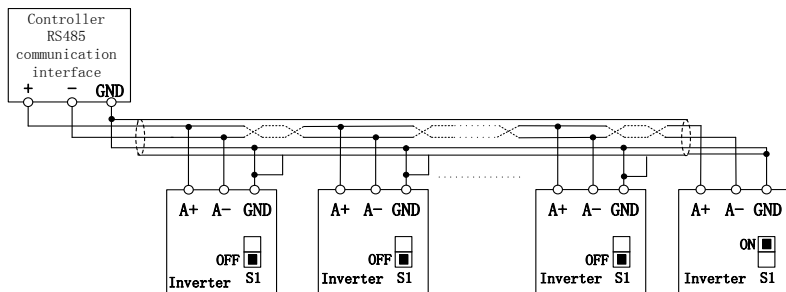 Controller
RS485
communication
interface
+ - GND
A+ A- GND
OFF
Inverter S1
A+ A- GND
OFF
Inverter S1
A+ A- GND
OFF
Inverter S1
A+ A- GND
ON
Inverter S1